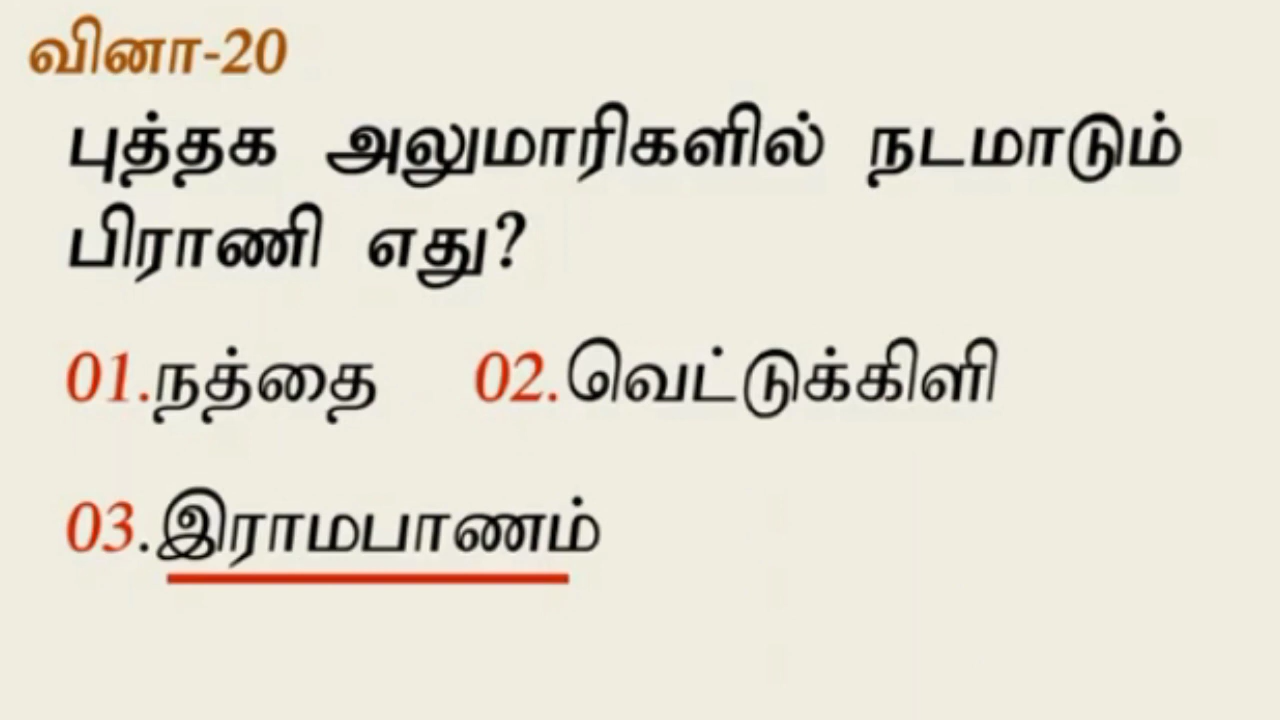 வினா-20
புத்தக அலுமாரிகளில் நடமாடும்
பிராணி எது?
01.நத்தை 02.வெட்டுக்கிளி
03.இராமபாணம்